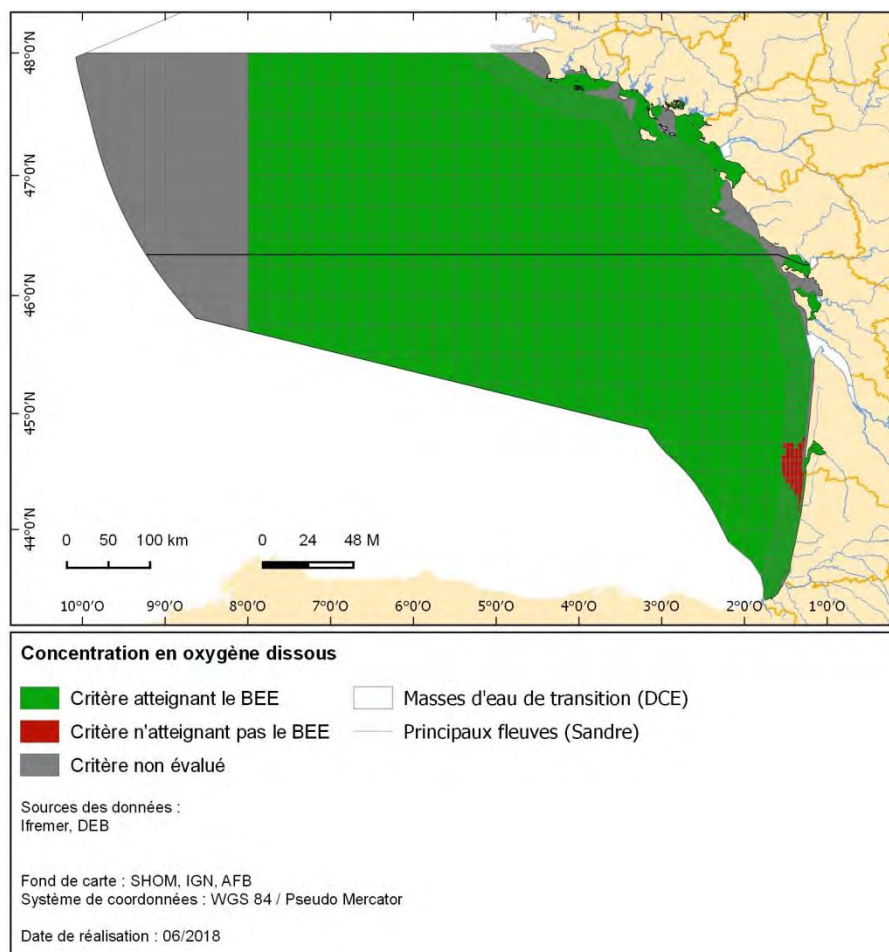 48°0'N
47°0'N
46°0'N
45°0'N
44°0'N
0 50 100 km
0 24 48 M
10°0'O 9°0'O 8°0'O 7°0'O 6°0'O 5°0'O 4°0'O 3°0'O 2°0'O 1°0'O
Concentration en oxygène dissous
Critère atteignant le BEE
Masses d'eau de transition (DCE)
Critère n'atteignant pas le BEE
Principaux fleuves (Sandre)
Critère non évalué
Sources des données :
Ifremer, DEB
Fond de carte : SHOM, IGN, AFB
Système de coordonnées : WGS 84 / Pseudo Mercator
Date de réalisation : 06/2018